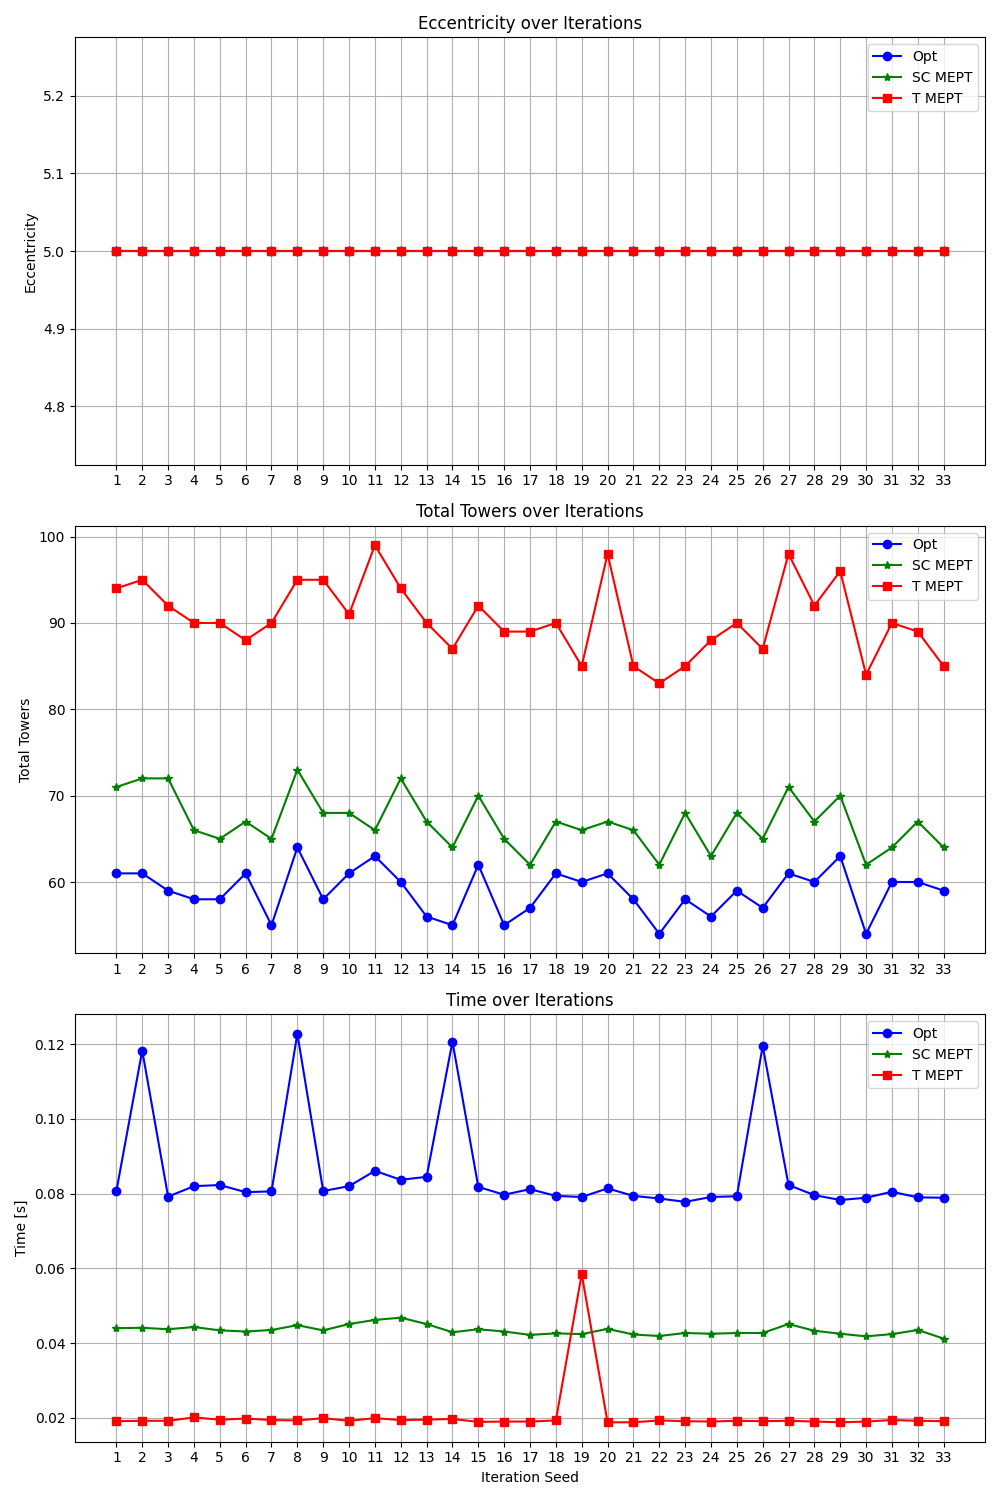 Eccentricity over Iterations
Opt
SC MEPT
T MEPT
5.2
5.1
5.0
4.9
4.8
Eccentricity
1 2 3 4 5 6 7 8 9 10 11 12 13 14 15 16 17 18 19 20 21 22 23 24 25 26 27 28 29 30 31 32 33
Total Towers over Iterations
Opt
SC MEPT
T MEPT
100
90
80
70
60
Total Towers
1 2 3 4 5 6 7 8 9 10 11 12 13 14 15 16 17 18 19 20 21 22 23 24 25 26 27 28 29 30 31 32 33
Time over Iterations
Opt
SC MEPT
T MEPT
0.12
0.10
0.08
0.06
0.04
0.02
Time [s]
1 2 3 4 5 6 7 8 9 10 11 12 13 14 15 16 17 18 19 20 21 22 23 24 25 26 27 28 29 30 31 32 33
Iteration Seed